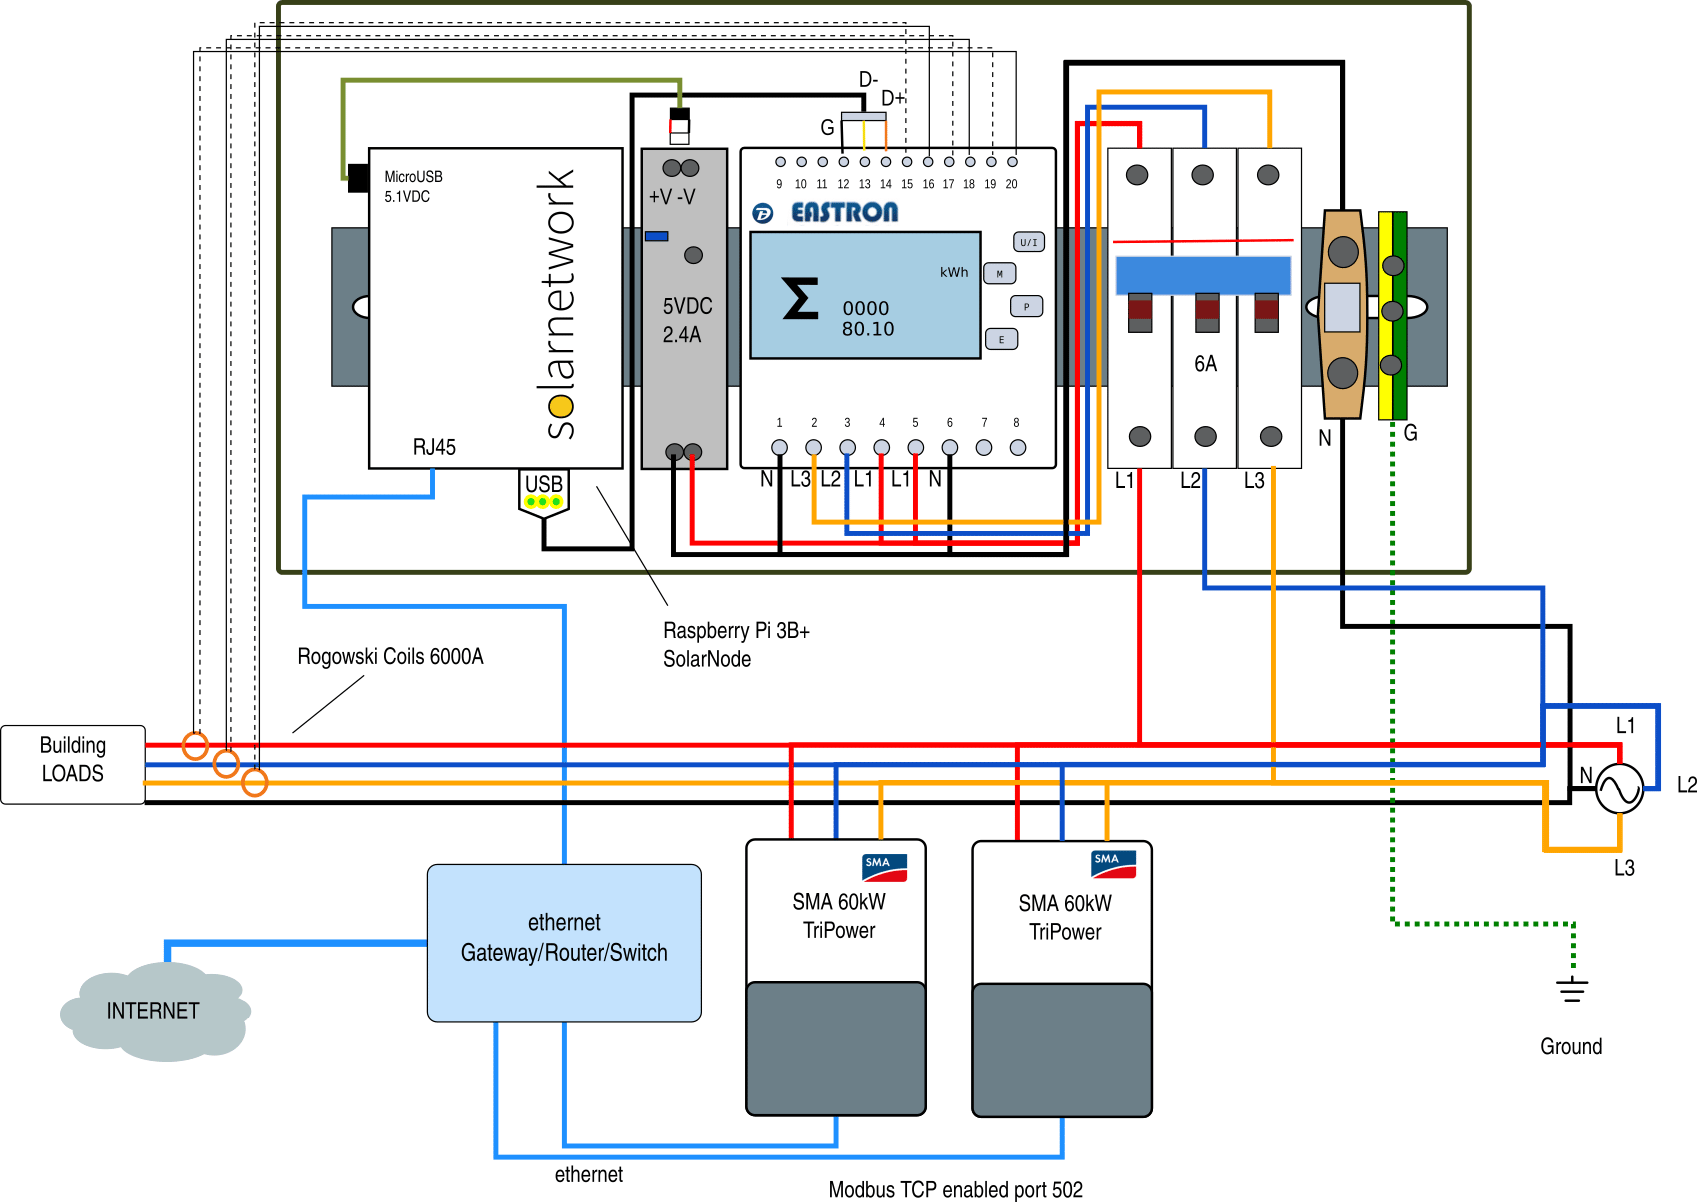 D-
D+
G
MicroUSB
5.1VDC
solarnetwork
RJ45
USB
+V -V
5VDC
2.4A
9 10 11 12 13 14 15 16 17 18 19 20
EASTRON
U/I
M
P
E
kWh
Σ
0000
80.10
1 2 3 4 5 6 7 8
N L3 L2 L1 L1 N
6A
L1 L2 L3
N
G
Raspberry Pi 3B+
SolarNode
Rogowski Coils 6000A
Building
LOADS
L1
N
L2
L3
SMA
SMA 60kW
TriPower
SMA
SMA 60kW
TriPower
ethernet
Gateway/Router/Switch
INTERNET
Ground
ethernet
Modbus TCP enabled port 502